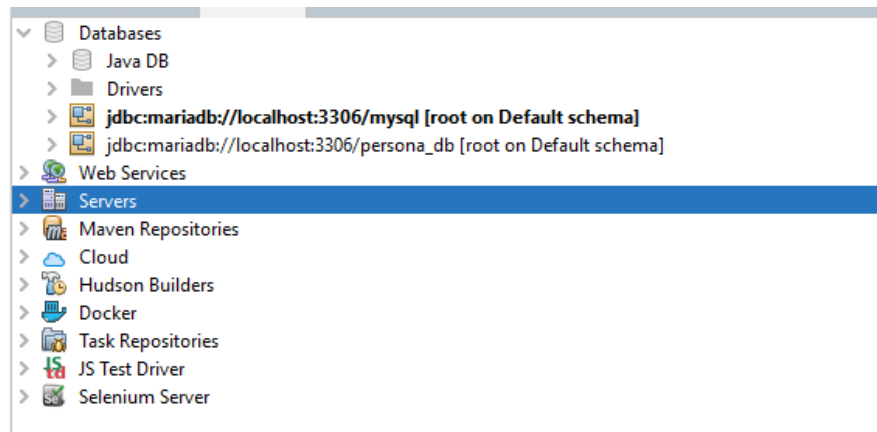 Databases
Java DB
Drivers
jdbc:mariadb://localhost:3306/mysql [root on Default schema]
jdbc:mariadb://localhost:3306/persona_db [root on Default schema]
Web Services
Servers
Maven Repositories
Cloud
Hudson Builders
Docker
Task Repositories
JS Test Driver
Selenium Server